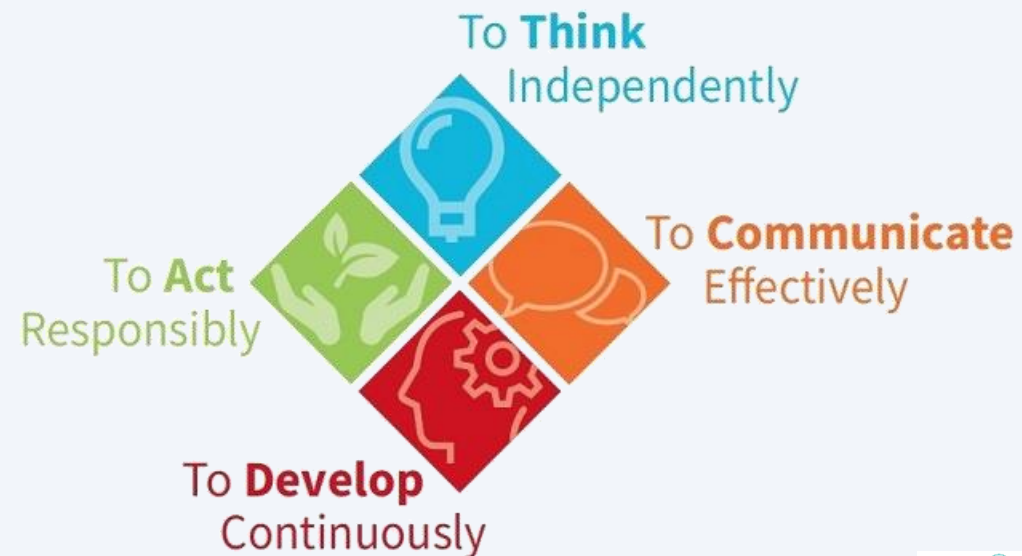 To Think
Independently
To Communicate
Effectively
To Act
Responsibly
To Develop
Continuously